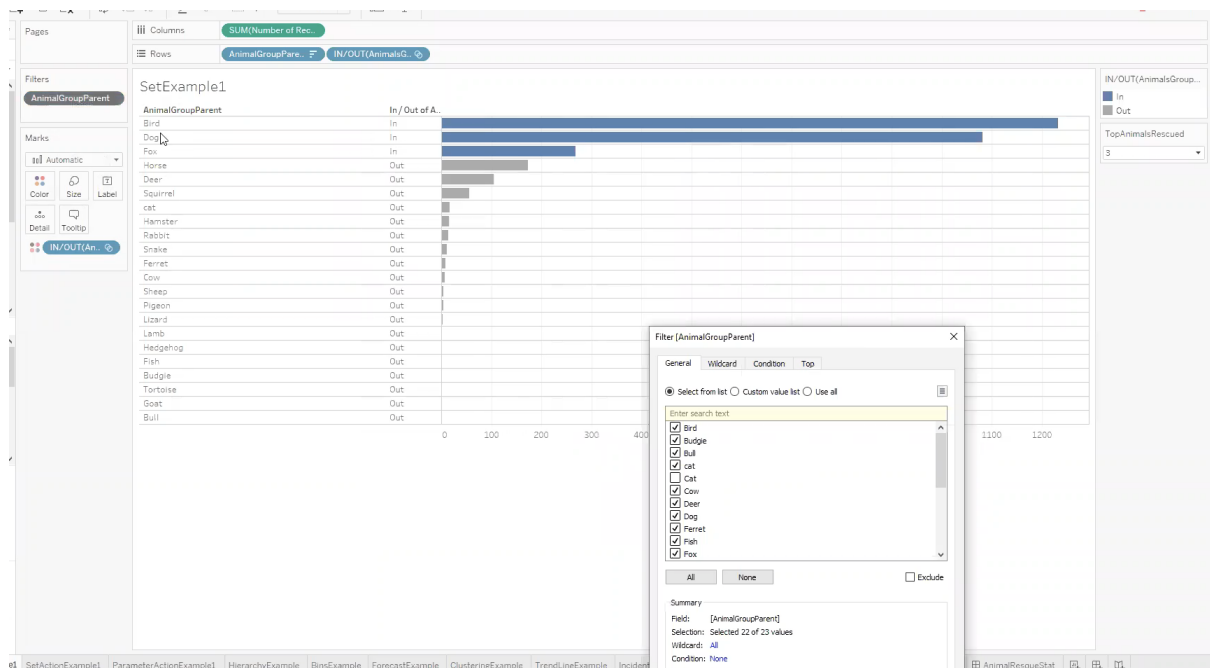 Pages
Columns
SUM(Number of Rec..
Rows
AnimalGroupPare..
IN/OUT(AnimalsG..
Filters
AnimalGroupParent
Marks
Automatic
Color
Size
Label
Detail
Tooltip
IN/OUT(An..
SetExample1
AnimalGroupParent In / Out of A..
Bird In
Dog In
Fox In
Horse Out
Deer Out
Squirrel Out
cat Out
Hamster Out
Rabbit Out
Snake Out
Ferret Out
Cow Out
Sheep Out
Pigeon Out
Lizard Out
Lamb Out
Hedgehog Out
Fish Out
Budgie Out
Tortoise Out
Goat Out
Bull Out
0 100 200 300 400 1100 1200
IN/OUT(AnimalsGroup...
In
Out
TopAnimalsRescued
3
Filter [AnimalGroupParent]
General Wildcard Condition Top
Select from list Custom value list Use all
Enter search text
Bird
Budgie
Bull
cat
Cat
Cow
Deer
Dog
Ferret
Fish
Fox
All None Exclude
Summary
Field: [AnimalGroupParent]
Selection: Selected 22 of 23 values
Wildcard: All
Condition: None
e1 SetActionExample1 ParameterActionExample1 HierarchyExample BinsExample ForecastExample ClusteringExample TrendLineExample Incident AnimalResqueStat